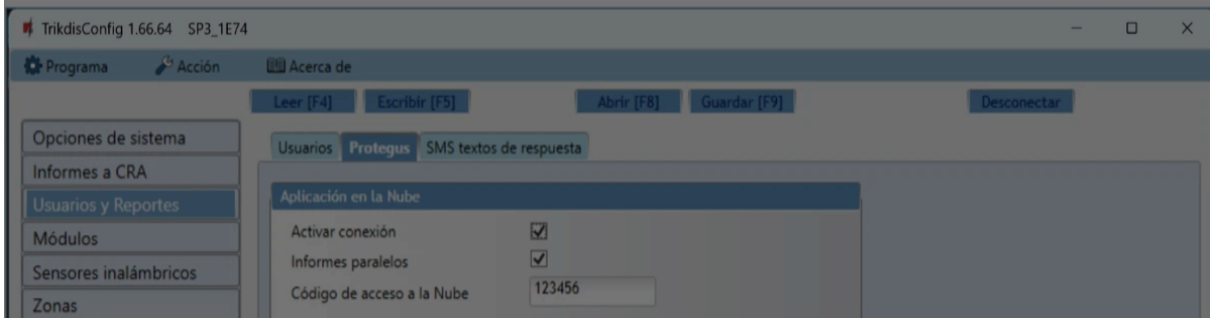 TrikdisConfig 1.66.64 SP3_1E74
Programa Acción Acerca de
Leer [F4] Escribir [F5] Abrir [F8] Guardar [F9] Desconectar
Opciones de sistema
Usuarios Protegus SMS textos de respuesta
Informes a CRA
Aplicación en la Nube
Usuarios y Reportes
Activar conexión
Módulos
Informes paralelos
Sensores inalámbricos
Código de acceso a la Nube 123456
Zonas